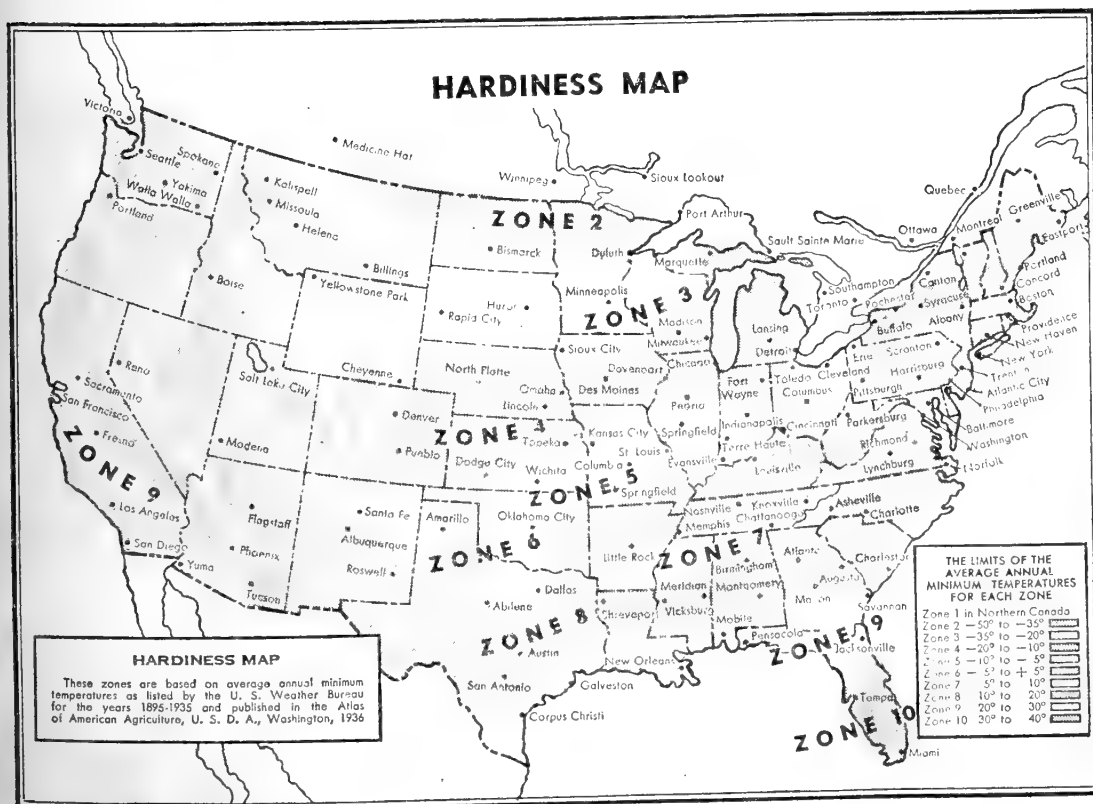 HARDINESS MAP
Victoria
Medicine Hat
Winnipeg
Sioux Lookout
Quebec
Seattle
Spokane
Yakima
Walla Walla
Portland
Kalispell
Missoula
Helena
Billings
Boise
Yellowstone Park
ZONE 2
Bismarck
Port Arthur
Duluth
Marquette
Sault Sainte Marie
Ottawa
Montreal
Greenville
Eastport
Portland
Concord
Boston
Canton
Southampton
Toronto
Rochester
Syracuse
Buffalo
Albany
Providence
New Haven
New York
Minneapolis
ZONE 3
Huron
Rapid City
Madison
Milwaukee
Lansing
Detroit
Sioux City
Davenport
Des Moines
Chicago
Erie
Scranton
Toledo
Cleveland
Harrisburg
Trenton
Atlantic City
Philadelphia
Baltimore
Washington
Norfolk
Reno
Sacramento
San Francisco
Fresno
Salt Lake City
Cheyenne
North Platte
Omaha
Lincoln
Fort
Wayne
Columbus
Pittsburgh
Peoria
Denver
Pueblo
Modena
ZONE 4
Topeka
Kansas City
Springfield
Indianapolis
Cincinnati
Parkersburg
Terre Haute
Richmond
St Louis
Evansville
Louisville
Lynchburg
Dodge City
Wichita
Columbia
ZONE 5
Springfield
ZONE 9
Los Angeles
San Diego
Yuma
Flagstaff
Phoenix
Tucson
Santa Fe
Albuquerque
Roswell
Amarillo
Oklahoma City
ZONE 6
Nashville
Knoxville
Memphis
Chattanooga
Asheville
Charlotte
Little Rock
ZONE 7
Birmingham
Atlanta
Charleston
Meridian
Montgomery
Augusta
Macon
Savannah
Dallas
Abilene
Shreveport
Vicksburg
ZONE 8
Austin
Mobile
Pensacola
ZONE 9
Jacksonville
New Orleans
San Antonio
Galveston
Corpus Christi
Tampa
ZONE 10
Miami
HARDINESS MAP
These zones are based on average annual minimum
temperatures as listed by the U. S. Weather Bureau
for the years 1895-1935 and published in the Atlas
of American Agriculture, U. S. D. A., Washington, 1936
THE LIMITS OF THE
AVERAGE ANNUAL
MINIMUM TEMPERATURES
FOR EACH ZONE
Zone 1 in Northern Canada
Zone 2 −50° to −35°
Zone 3 −35° to −20°
Zone 4 −20° to −10°
Zone 5 −10° to − 5°
Zone 6 − 5° to + 5°
Zone 7 5° to 10°
Zone 8 10° to 20°
Zone 9 20° to 30°
Zone 10 30° to 40°